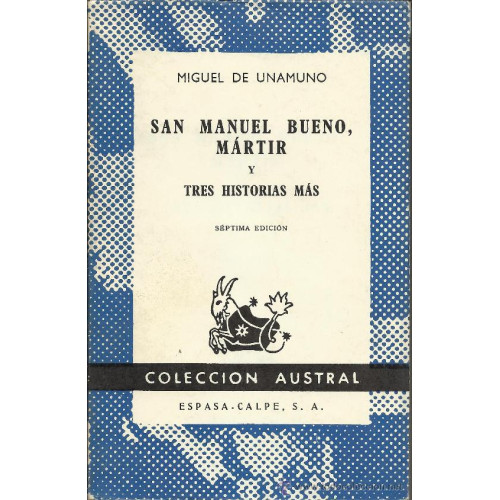 MIGUEL DE UNAMUNO
SAN MANUEL BUENO,
MÁRTIR
Y
TRES HISTORIAS MÁS
SÉPTIMA EDICIÓN
COLECCION AUSTRAL
ESPASA-CALPE, S. A.